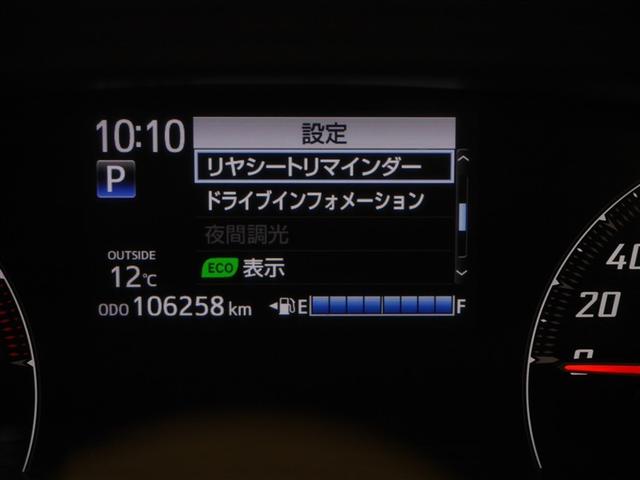 10:10
設定
P
リヤシートリマインダー
ドライブインフォメーション
夜間調光
ECO 表示
OUTSIDE
12℃
ODO 106258 km
E F
40
20
0